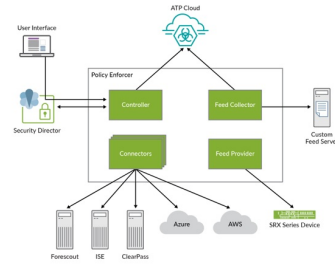 ATP Cloud
User Interface
Policy Enforcer
Controller
Feed Collector
Security Director
Custom
Feed Serve
Connectors
Feed Provider
Azure
AWS
SRX Series Device
Forescout
ISE
ClearPass